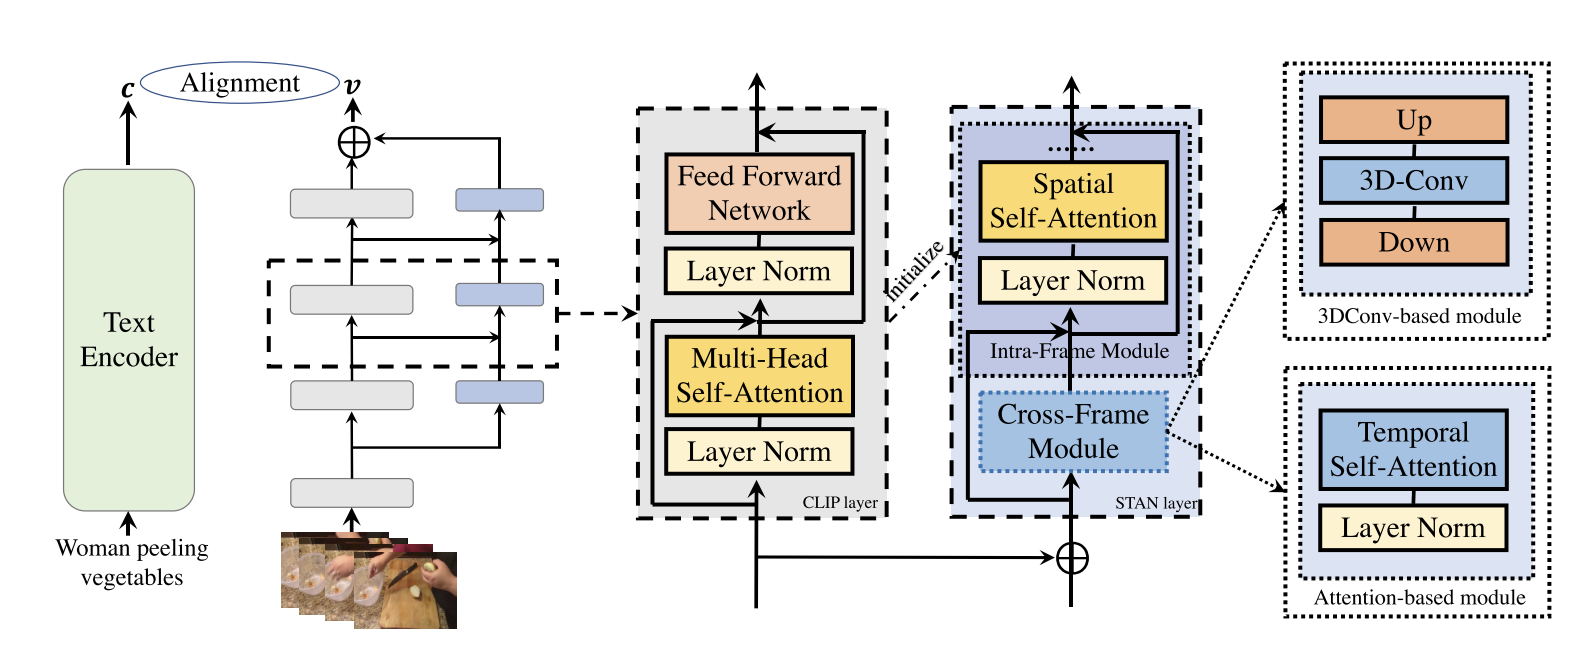 c
Alignment
v
Text
Encoder
Woman peeling
vegetables
Feed Forward
Network
Layer Norm
Multi-Head
Self-Attention
Layer Norm
CLIP layer
Initialize
......
Spatial
Self-Attention
Layer Norm
Intra-Frame Module
Cross-Frame
Module
STAN layer
Up
3D-Conv
Down
3DConv-based module
Temporal
Self-Attention
Layer Norm
Attention-based module